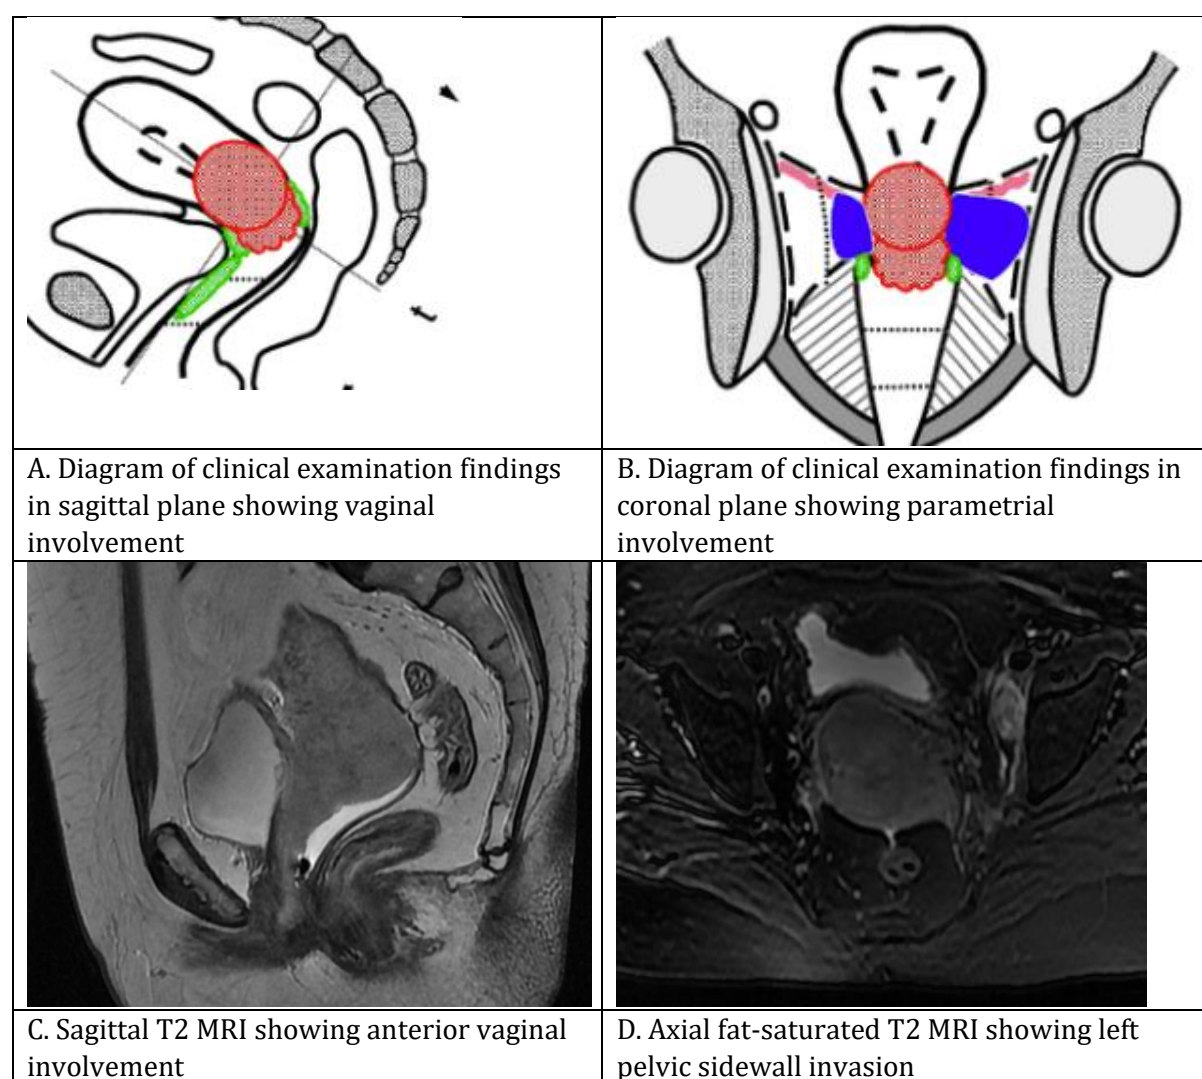 A. Diagram of clinical examination findings
in sagittal plane showing vaginal
involvement
B. Diagram of clinical examination findings in
coronal plane showing parametrial
involvement
C. Sagittal T2 MRI showing anterior vaginal
involvement
D. Axial fat-saturated T2 MRI showing left
pelvic sidewall invasion